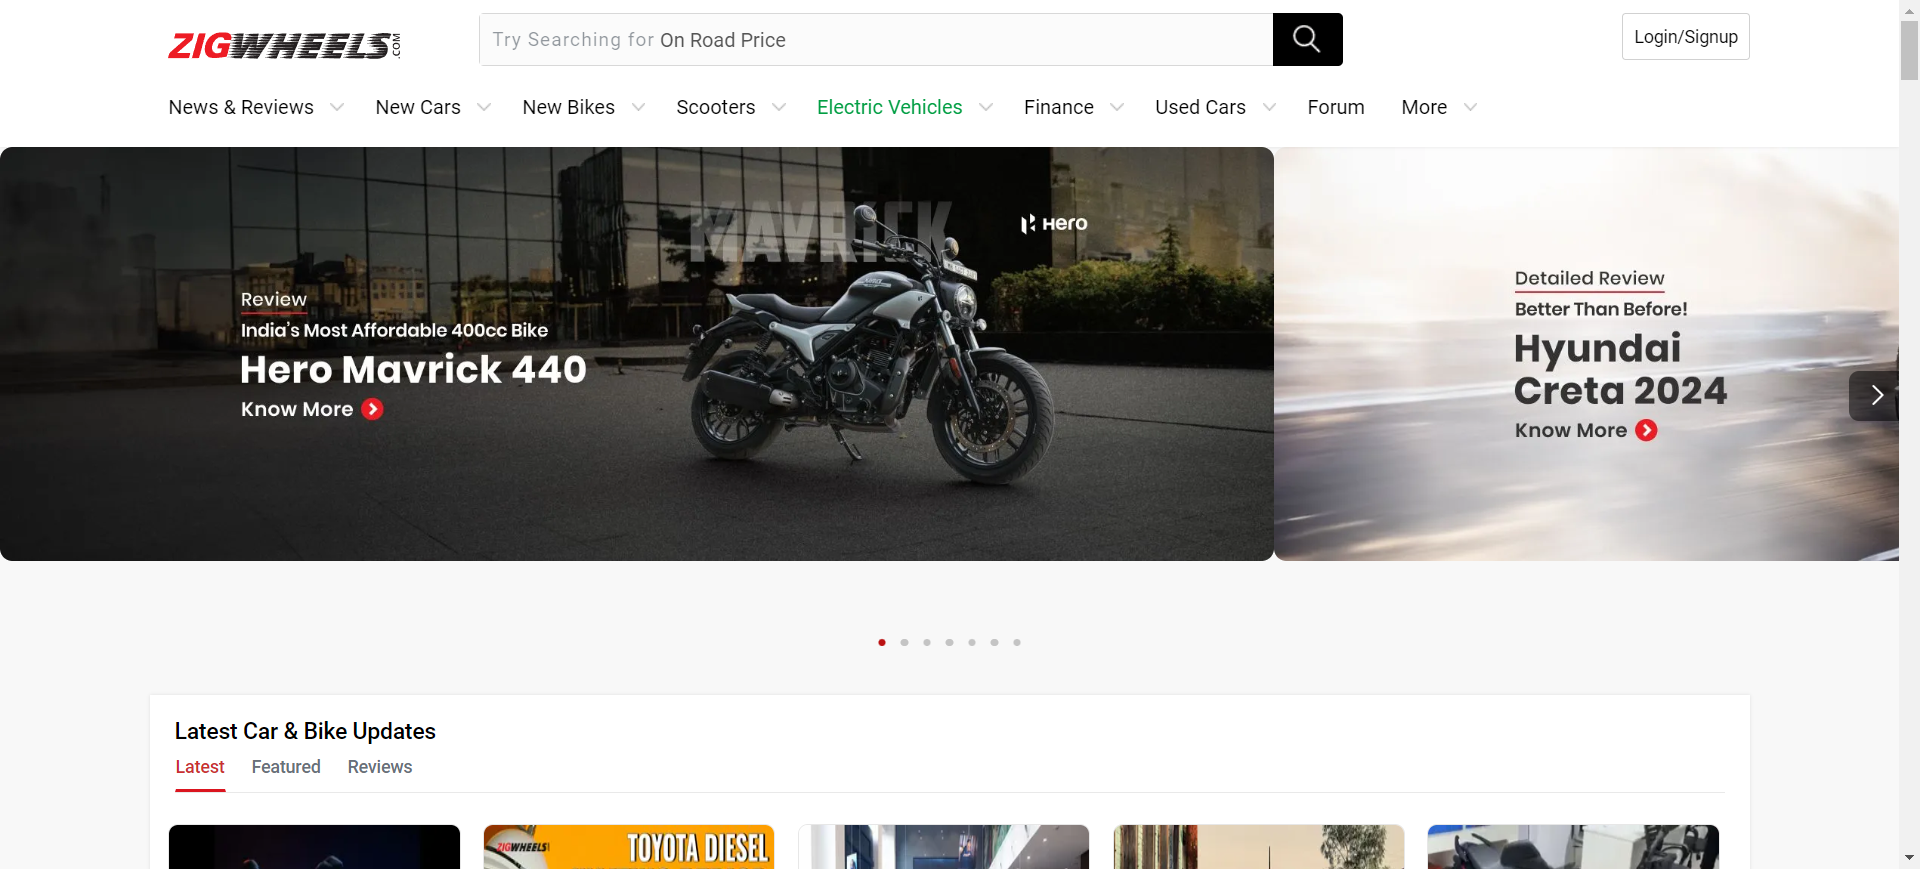 ZIGWHEELS.COM
Try Searching for On Road Price
Login/Signup
News & Reviews
New Cars
New Bikes
Scooters
Electric Vehicles
Finance
Used Cars
Forum
More
MAVRICK
Hero
Review
India's Most Affordable 400cc Bike
Hero Mavrick 440
Know More
Detailed Review
Better Than Before!
Hyundai
Creta 2024
Know More
Latest Car & Bike Updates
Latest
Featured
Reviews
ZIGWHEELS
TOYOTA DIESEL